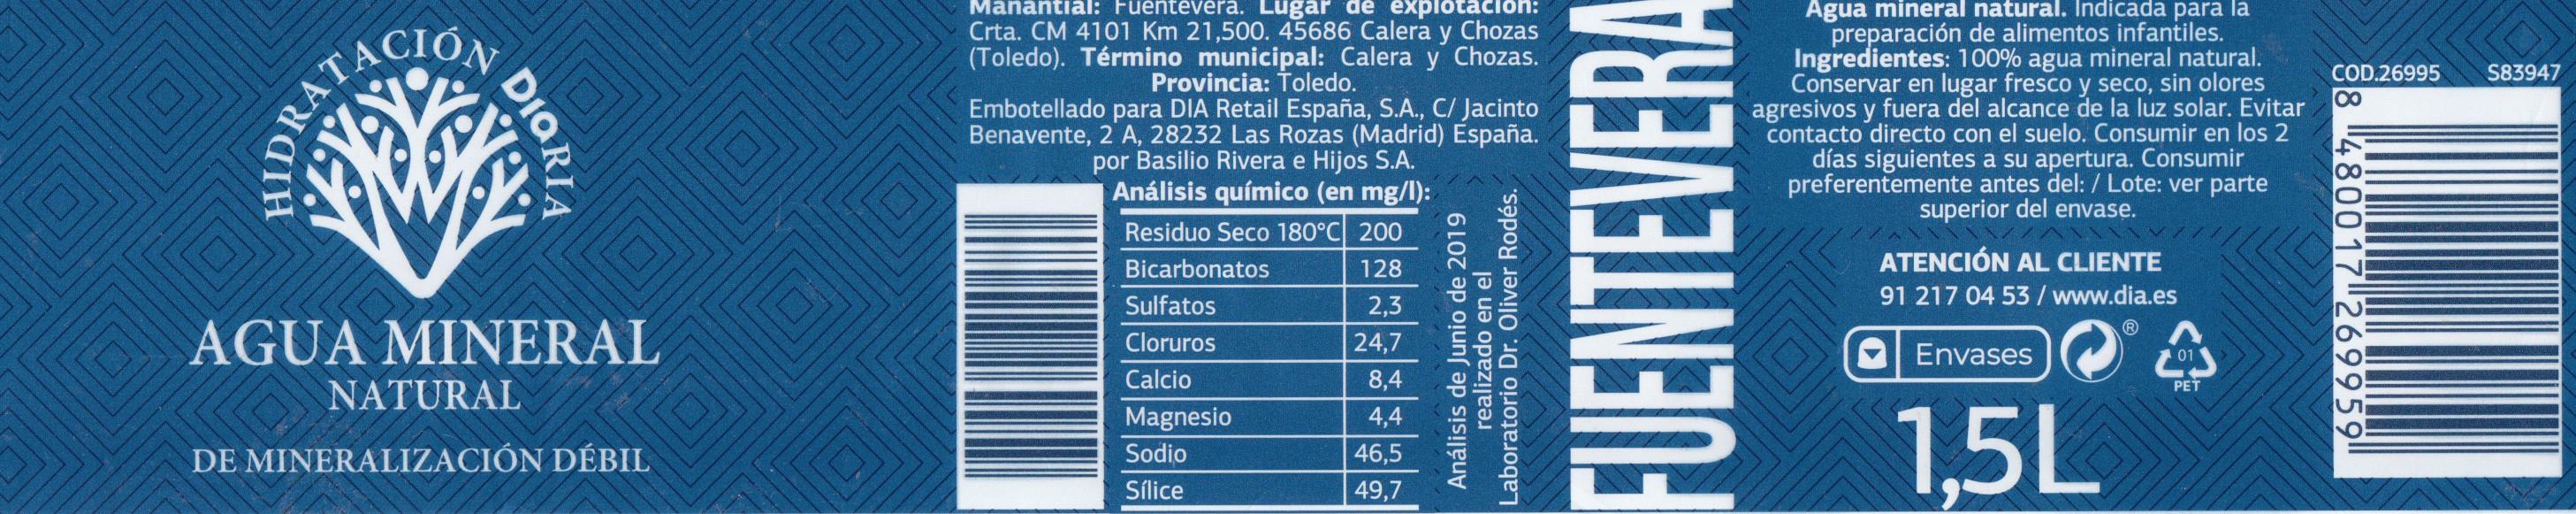 HIDRATACIÓN DIARIA
AGUA MINERAL
NATURAL
DE MINERALIZACIÓN DÉBIL
Manantial: Fuentevera. Lugar de explotación:
Crta. CM 4101 Km 21,500. 45686 Calera y Chozas
(Toledo). Término municipal: Calera y Chozas.
Provincia: Toledo.
Embotellado para DIA Retail España, S.A., C/ Jacinto
Benavente, 2 A, 28232 Las Rozas (Madrid) España.
por Basilio Rivera e Hijos S.A.
Análisis químico (en mg/l):
Residuo Seco 180°C 200
Bicarbonatos 128
Sulfatos 2,3
Cloruros 24,7
Calcio 8,4
Magnesio 4,4
Sodio 46,5
Sílice 49,7
Análisis de Junio de 2019
realizado en el
Laboratorio Dr. Oliver Rodés.
FUENTEVERA
Agua mineral natural. Indicada para la
preparación de alimentos infantiles.
Ingredientes: 100% agua mineral natural.
Conservar en lugar fresco y seco, sin olores
agresivos y fuera del alcance de la luz solar. Evitar
contacto directo con el suelo. Consumir en los 2
días siguientes a su apertura. Consumir
preferentemente antes del: / Lote: ver parte
superior del envase.
ATENCIÓN AL CLIENTE
91 217 04 53 / www.dia.es
Envases
®
01
PET
1,5L
COD.26995 S83947
8 480017 269959